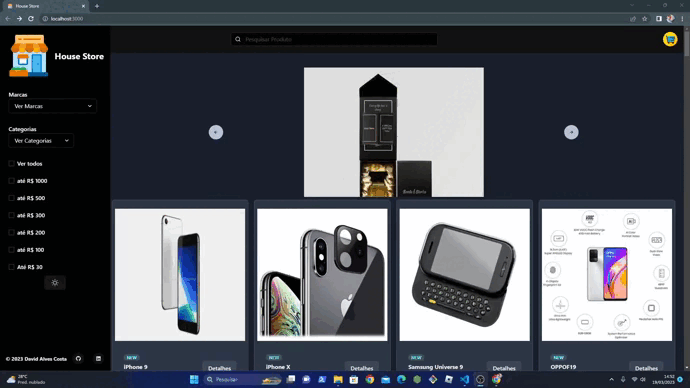 House Store
localhost:3000
House Store
Pesquisar Produto
Marcas
Ver Marcas
Categorias
Ver Categorias
Ver todos
até R$ 1000
até R$ 500
até R$ 300
até R$ 200
até R$ 100
Até R$ 30
NEW
iPhone 9
Detalhes
NEW
iPhone X
Detalhes
NEW
Samsung Universe 9
Detalhes
NEW
OPPOF19
Detalhes
© 2023 David Alves Costa
28°C
Pred. nublado
Pesquisar
14:52
19/03/2023